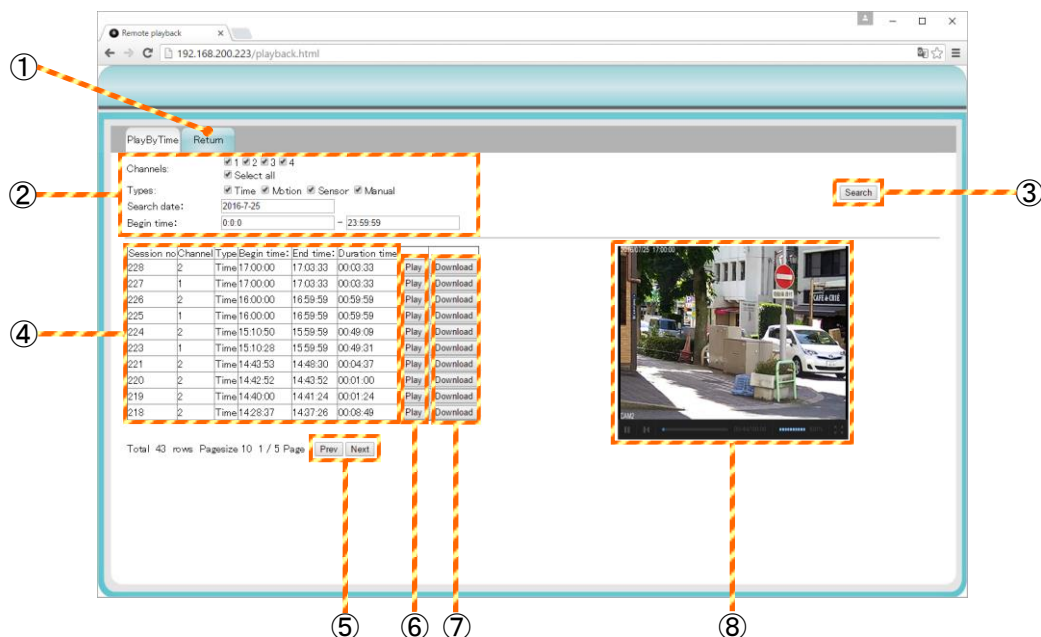 Remote playback
192.168.200.223/playback.html
①
PlayByTime Return
②
Channels: 1 2 3 4
Select all
Types: Time Motion Sensor Manual
Search date: 2016-7-25
Begin time: 0:0:0 - 23:59:59
Search
③
④
Session no Channel Type Begin time: End time: Duration time
228 2 Time 17:00:00 17:03:33 00:03:33 Play Download
227 1 Time 17:00:00 17:03:33 00:03:33 Play Download
226 2 Time 16:00:00 16:59:59 00:59:59 Play Download
225 1 Time 16:00:00 16:59:59 00:59:59 Play Download
224 2 Time 15:10:50 15:59:59 00:49:09 Play Download
223 1 Time 15:10:28 15:59:59 00:49:31 Play Download
221 2 Time 14:43:53 14:48:30 00:04:37 Play Download
220 2 Time 14:42:52 14:43:52 00:01:00 Play Download
219 2 Time 14:40:00 14:41:24 00:01:24 Play Download
218 2 Time 14:28:37 14:37:26 00:08:49 Play Download
Total 43 rows Pagesize 10 1 / 5 Page Prev Next
CAFE de CRIE
CAM2
⑤ ⑥ ⑦ ⑧